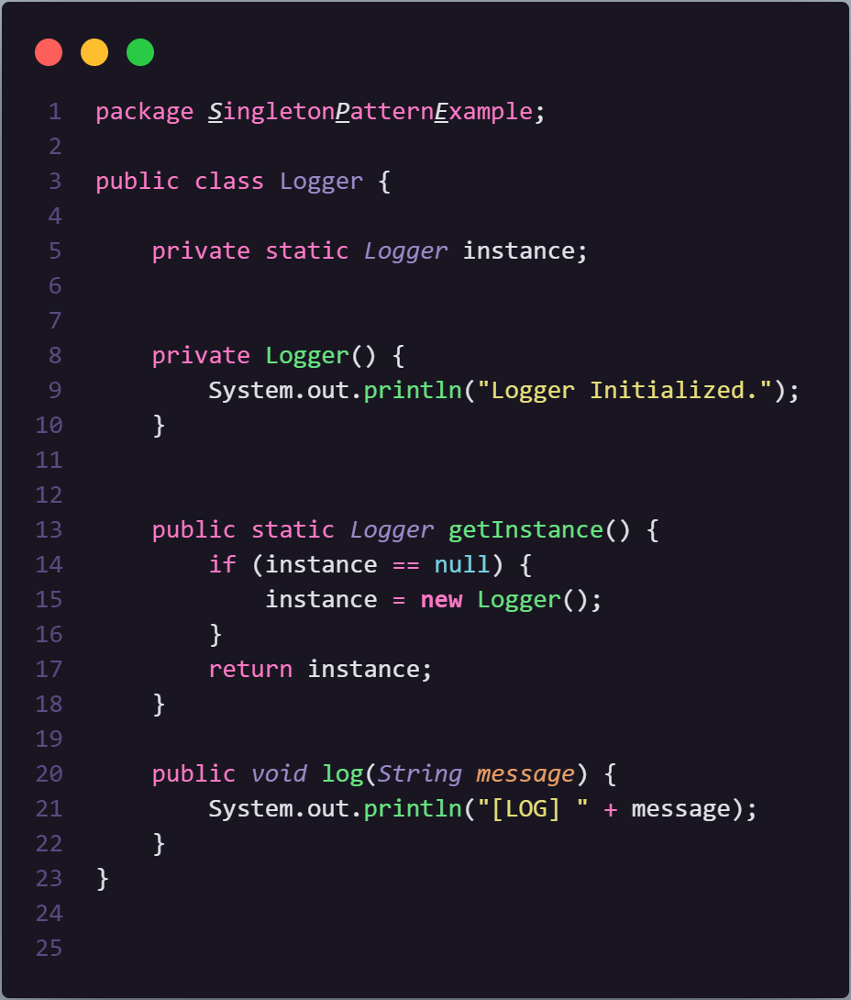 1 package SingletonPatternExample;
2
3 public class Logger {
4
5     private static Logger instance;
6
7
8     private Logger() {
9         System.out.println("Logger Initialized.");
10     }
11
12
13     public static Logger getInstance() {
14         if (instance == null) {
15             instance = new Logger();
16         }
17         return instance;
18     }
19
20     public void log(String message) {
21         System.out.println("[LOG] " + message);
22     }
23 }
24
25